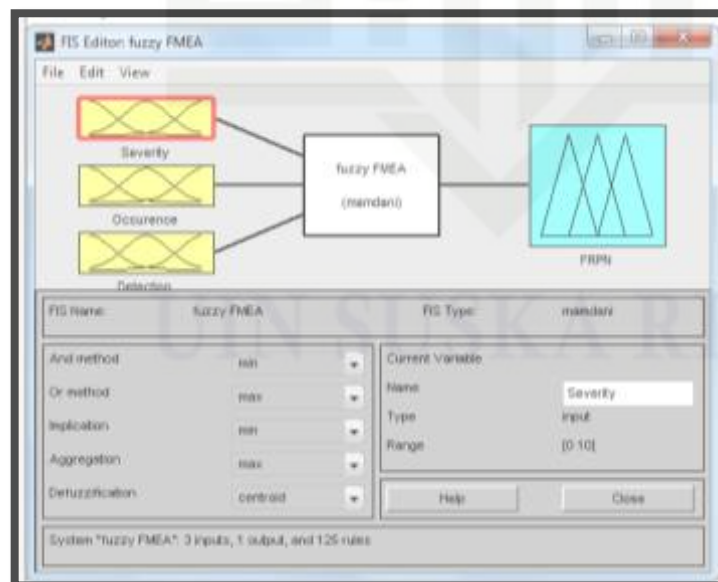 FIS Editor: fuzzy FMEA
File Edit View
Severity
Occurence
Detection
fuzzy FMEA
(mamdani)
FRPN
FIS Name: fuzzy FMEA FIS Type: mamdani
And method min
Or method max
Implication min
Aggregation max
Defuzzification centroid
Current Variable
Name Severity
Type input
Range [0 10]
Help Close
System "fuzzy FMEA": 3 inputs, 1 output, and 125 rules
UIN SUSKA R